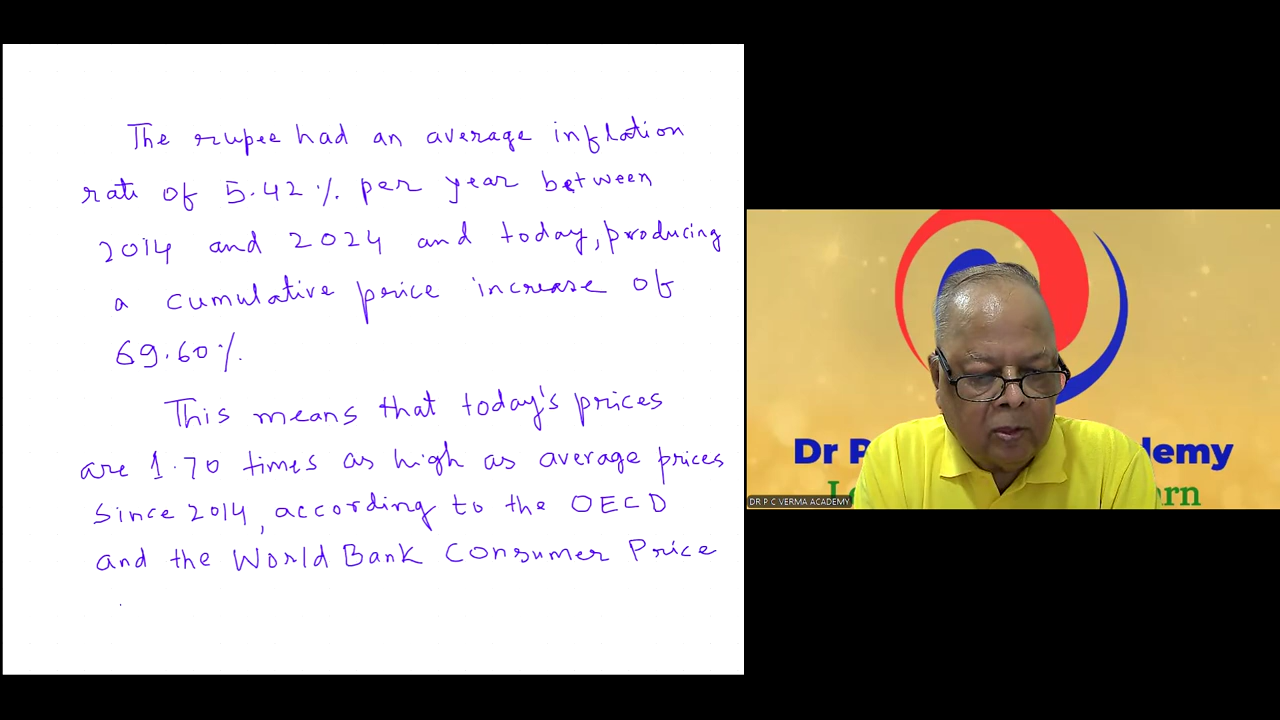 The rupee had an average inflation
rate of 5.42% per year between
2014 and 2024 and today, producing
a cumulative price increase of
69.60%.
This means that today's prices
are 1.70 times as high as average prices
since 2014, according to the OECD
and the World Bank Consumer Price
Dr P emy
DR P C VERMA ACADEMY